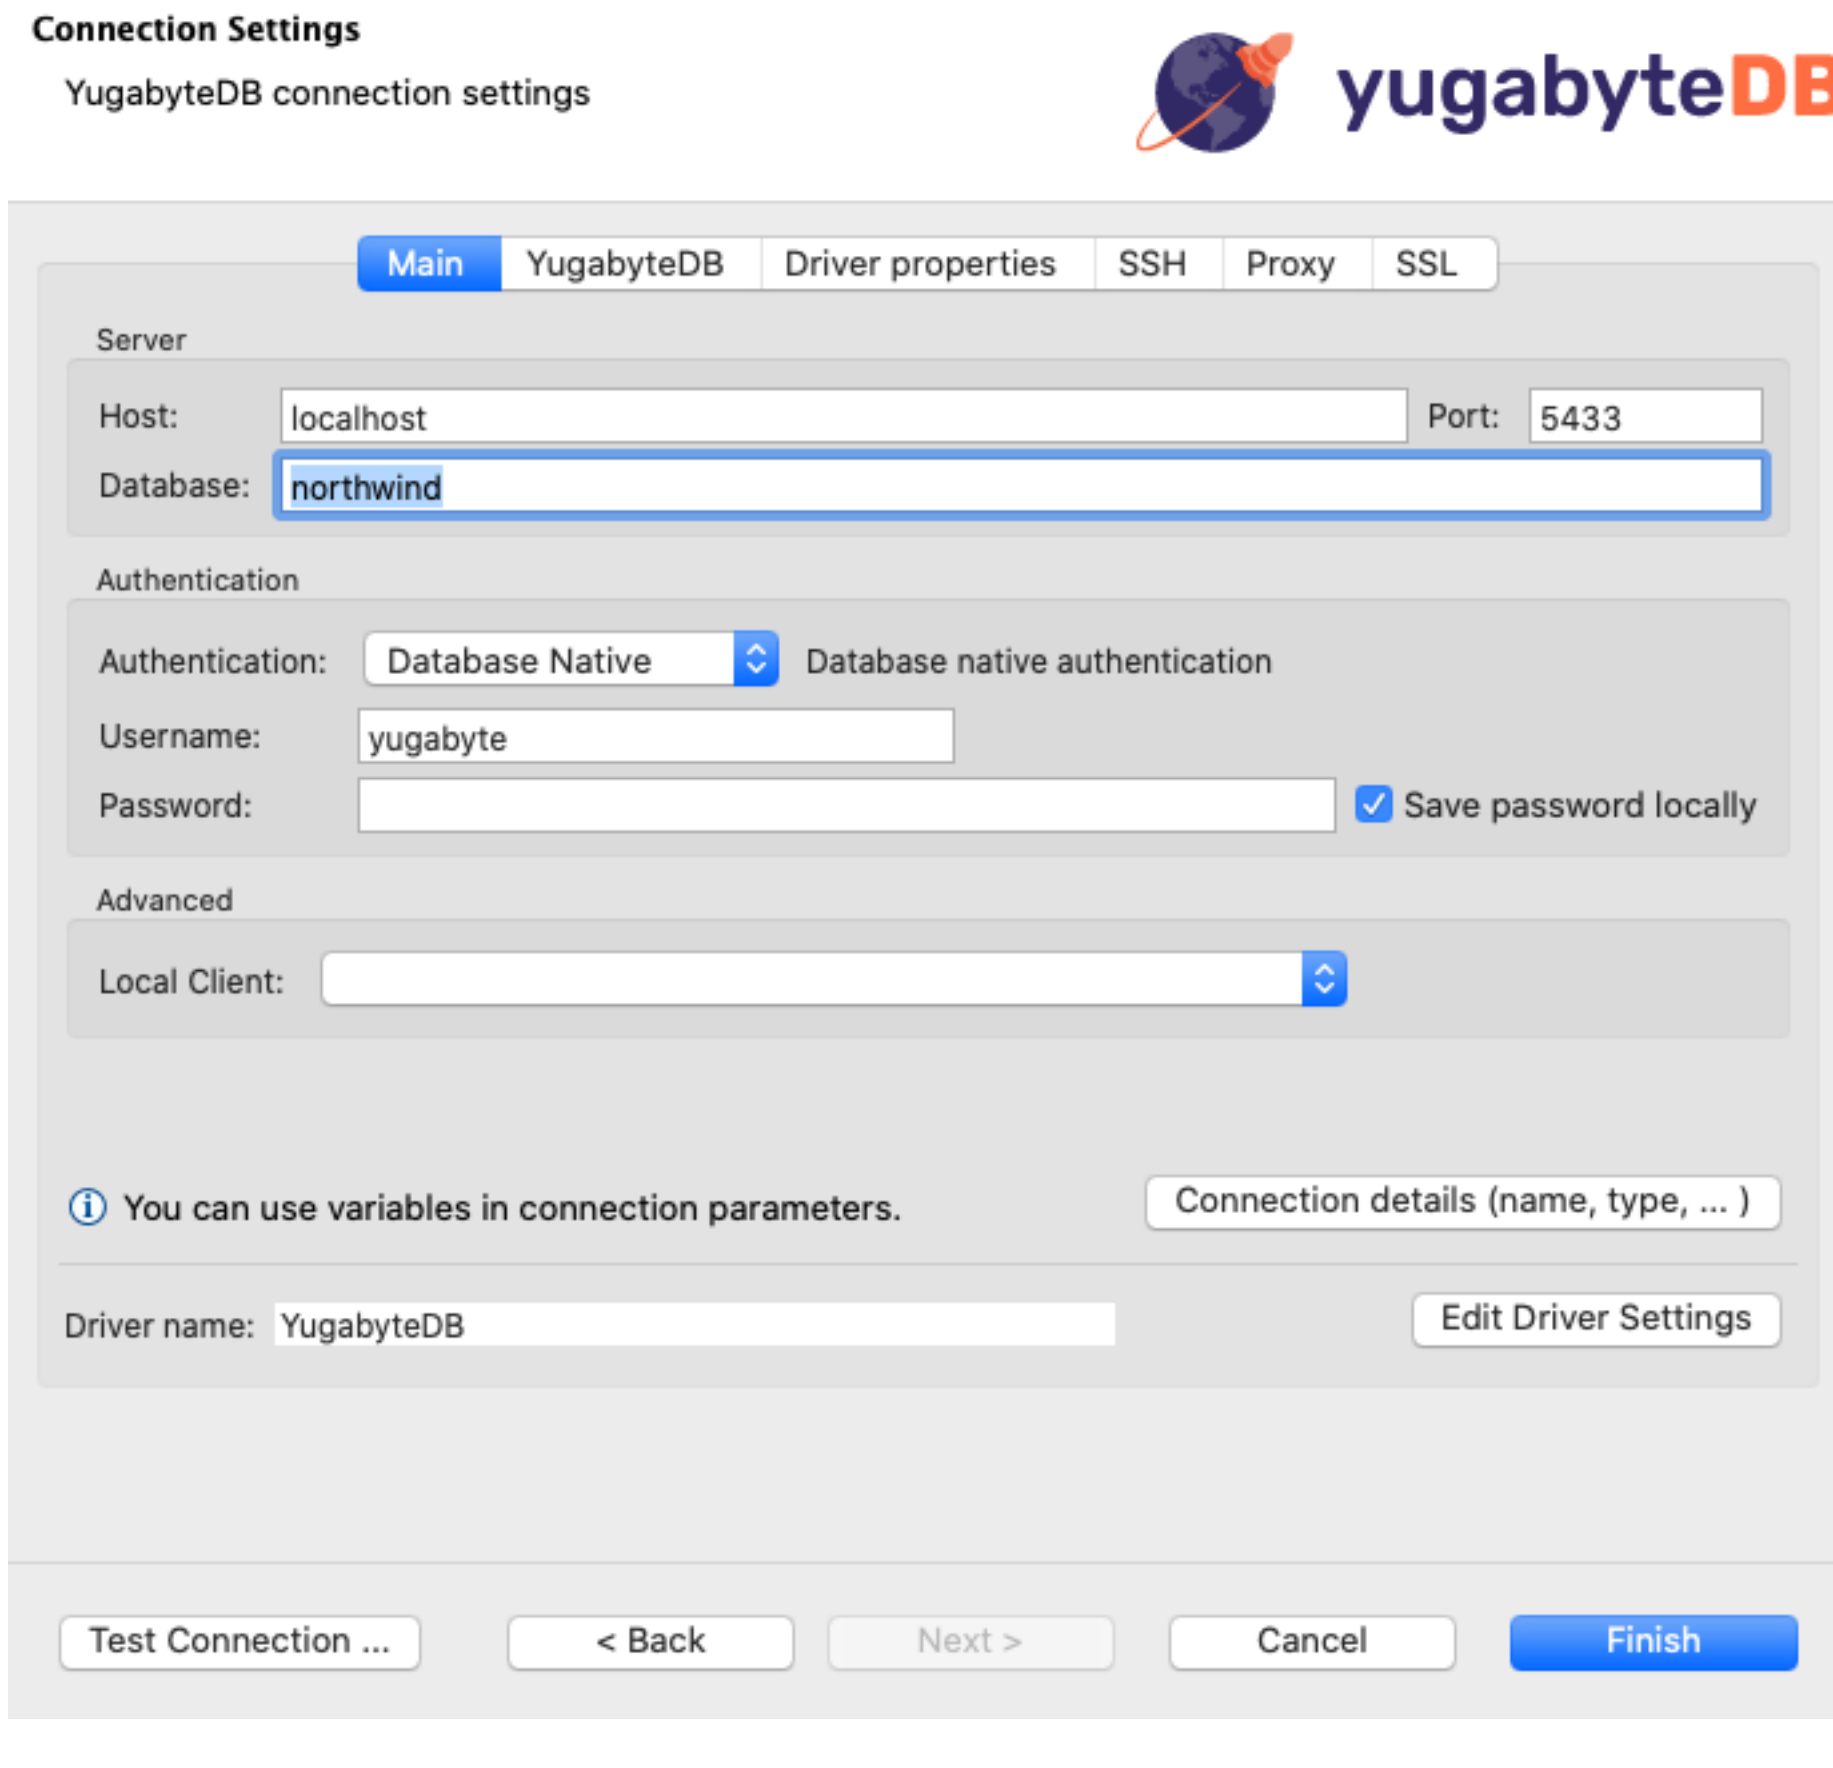 Connection Settings
YugabyteDB connection settings
yugabyteDB
Main YugabyteDB Driver properties SSH Proxy SSL
Server
Host: localhost Port: 5433
Database: northwind
Authentication
Authentication: Database Native Database native authentication
Username: yugabyte
Password: Save password locally
Advanced
Local Client:
You can use variables in connection parameters. Connection details (name, type, ... )
Driver name: YugabyteDB Edit Driver Settings
Test Connection ... < Back Next > Cancel Finish